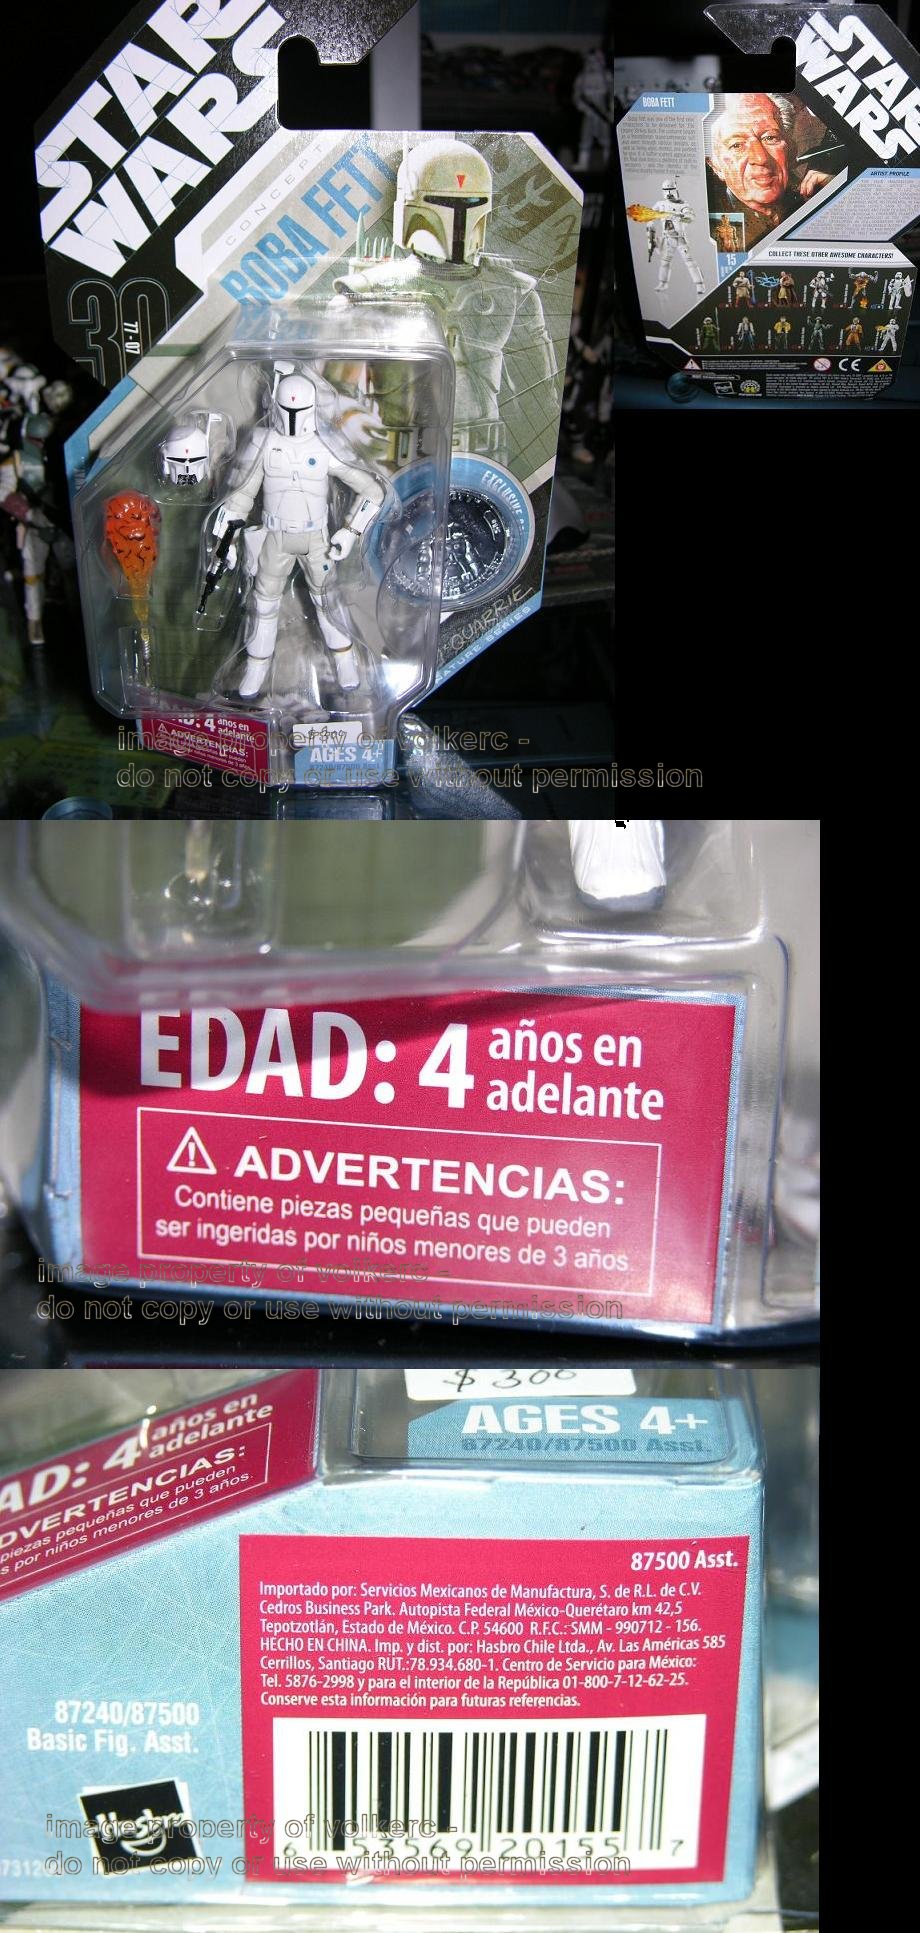 STAR
WARS
CONCEPT
BOBA FETT
30
77-07
EXCLUSIVE
QUARRIE
EDAD: 4 años en
adelante
ADVERTENCIAS:
AGES 4+
87240/87500 Asst.
image property of volkerc -
do not copy or use without permission
STAR
WARS
BOBA FETT
ARTIST PROFILE
15
COLLECT THESE OTHER AWESOME CHARACTERS!
CE
EDAD: 4 años en
adelante
ADVERTENCIAS:
Contiene piezas pequeñas que pueden
ser ingeridas por niños menores de 3 años
image property of volkerc -
do not copy or use without permission
$ 300
AGES 4+
87240/87500 Asst.
AD: 4 años en
adelante
DVERTENCIAS:
piezas pequeñas que pueden
s por niños menores de 3 años.
87500 Asst.
Importado por: Servicios Mexicanos de Manufactura, S. de R.L. de C.V.
Cedros Business Park. Autopista Federal México-Querétaro km 42,5
Tepotzotlán, Estado de México. C.P. 54600 R.F.C.: SMM - 990712 - 156.
HECHO EN CHINA. Imp. y dist. por: Hasbro Chile Ltda., Av. Las Américas 585
Cerrillos, Santiago RUT.:78.934.680-1. Centro de Servicio para México:
Tel. 5876-2998 y para el interior de la República 01-800-7-12-62-25.
Conserve esta información para futuras referencias.
87240/87500
Basic Fig. Asst.
Hasbro
6 53569 20155 7
image property of volkerc -
do not copy or use without permission